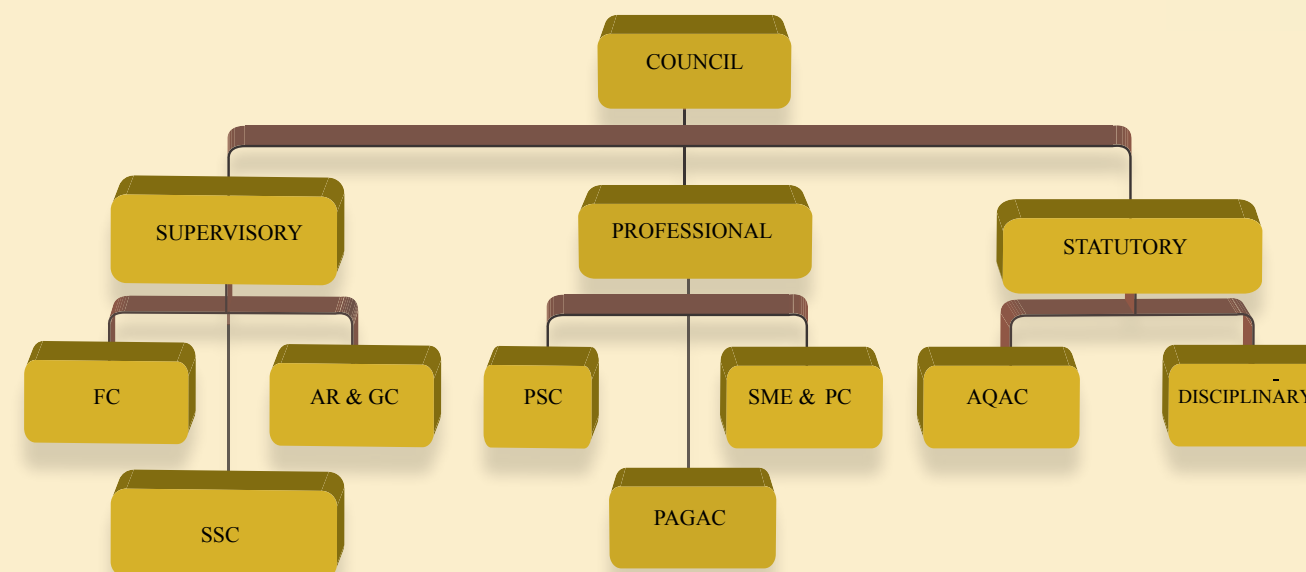 COUNCIL
SUPERVISORY
PROFESSIONAL
STATUTORY
FC
AR & GC
PSC
SME & PC
AQAC
-
DISCIPLINARY
SSC
PAGAC